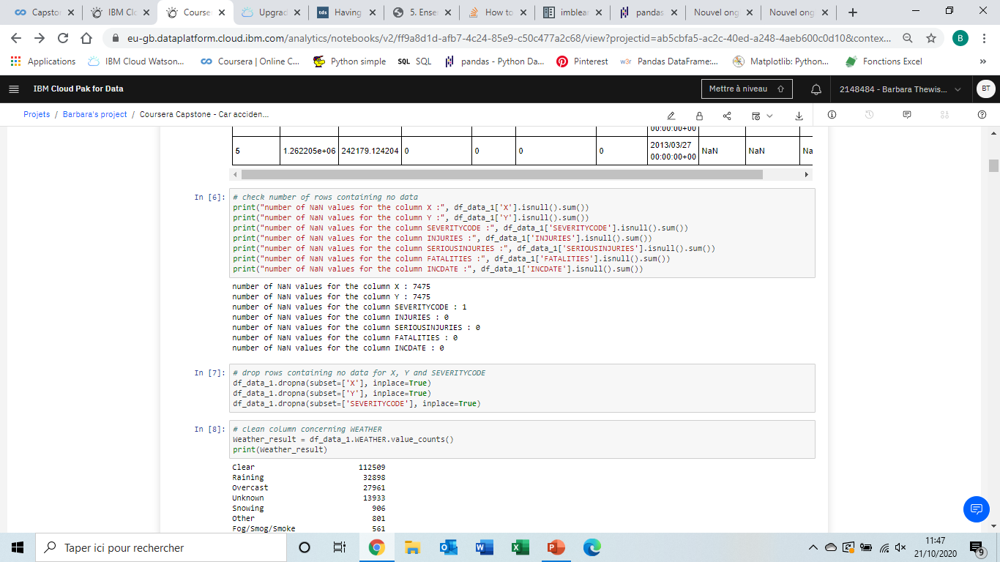 Capsto
IBM Cl
Course
Upgrad
tds Having
5. Ense
How to
imblear
pandas
Nouvel ong
Nouvel ong
eu-gb.dataplatform.cloud.ibm.com/analytics/notebooks/v2/ff9a8d1d-afb7-4c24-85e9-c50c477a2c68/view?projectid=ab5cbfa5-ac2c-40ed-a248-4aeb600c0d10&contex...
B
Applications
IBM Cloud Watson...
Coursera | Online C...
Python simple
SQL SQL
pandas - Python Da...
Pinterest
w3r Pandas DataFrame:...
Matplotlib: Python...
Fonctions Excel
»
IBM Cloud Pak for Data
Mettre à niveau
2148484 - Barbara Thewis...
BT
Projets / Barbara's project / Coursera Capstone - Car acciden...
00:00:00+00
5 1.262205e+06 242179.124204 0 0 0 0 2013/03/27 00:00:00+00 NaN NaN Na
In [6]: # check number of rows containing no data
print("number of NaN values for the column X :", df_data_1['X'].isnull().sum())
print("number of NaN values for the column Y :", df_data_1['Y'].isnull().sum())
print("number of NaN values for the column SEVERITYCODE :", df_data_1['SEVERITYCODE'].isnull().sum())
print("number of NaN values for the column INJURIES :", df_data_1['INJURIES'].isnull().sum())
print("number of NaN values for the column SERIOUSINJURIES :", df_data_1['SERIOUSINJURIES'].isnull().sum())
print("number of NaN values for the column FATALITIES :", df_data_1['FATALITIES'].isnull().sum())
print("number of NaN values for the column INCDATE :", df_data_1['INCDATE'].isnull().sum())
number of NaN values for the column X : 7475
number of NaN values for the column Y : 7475
number of NaN values for the column SEVERITYCODE : 1
number of NaN values for the column INJURIES : 0
number of NaN values for the column SERIOUSINJURIES : 0
number of NaN values for the column FATALITIES : 0
number of NaN values for the column INCDATE : 0
In [7]: # drop rows containing no data for X, Y and SEVERITYCODE
df_data_1.dropna(subset=['X'], inplace=True)
df_data_1.dropna(subset=['Y'], inplace=True)
df_data_1.dropna(subset=['SEVERITYCODE'], inplace=True)
In [8]: # clean column concerning WEATHER
Weather_result = df_data_1.WEATHER.value_counts()
print(Weather_result)
Clear 112509
Raining 32898
Overcast 27961
Unknown 13933
Snowing 906
Other 801
Fog/Smog/Smoke 561
Taper ici pour rechercher
11:47
21/10/2020
9